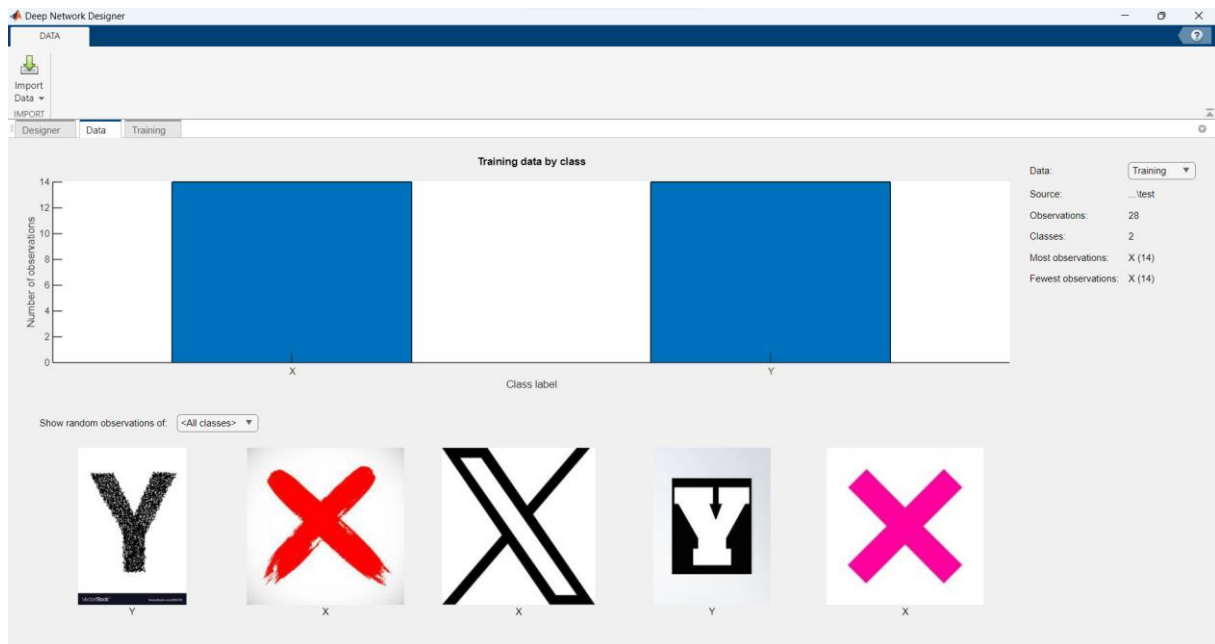 Deep Network Designer
DATA
?
Import
Data
IMPORT
Designer Data Training
Training data by class
14
12
10
8
6
4
2
0
Number of observations
X Y
Class label
Data: Training
Source: ...\test
Observations: 28
Classes: 2
Most observations: X (14)
Fewest observations: X (14)
Show random observations of: <All classes>
Y X X Y X
VectorStock
Y X X Y X